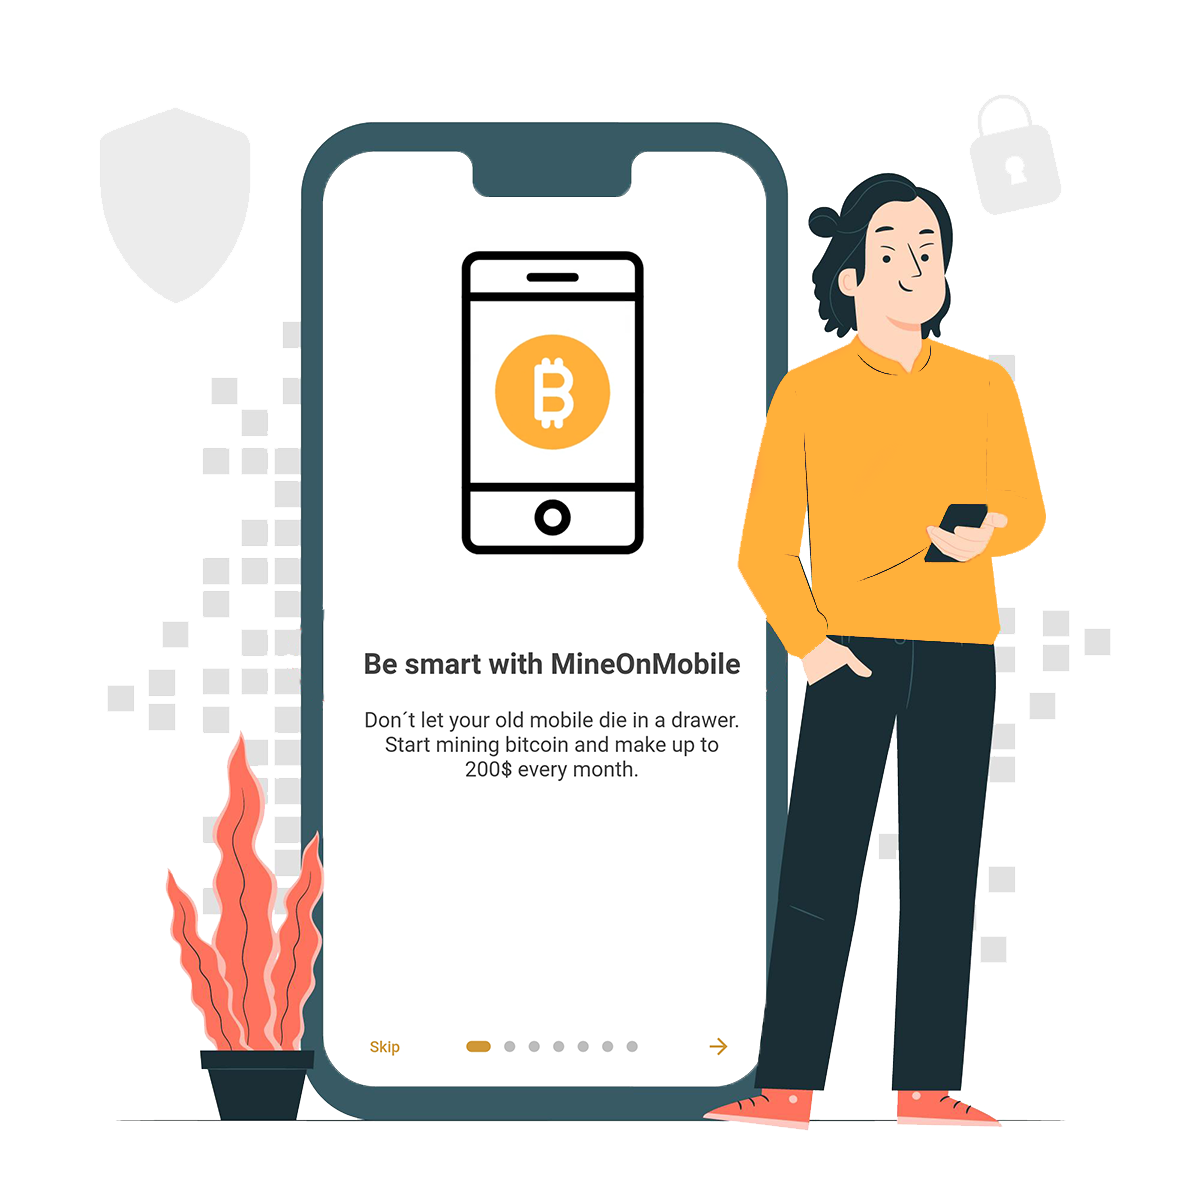 Be smart with MineOnMobile
Don´t let your old mobile die in a drawer.
Start mining bitcoin and make up to
200$ every month.
Skip